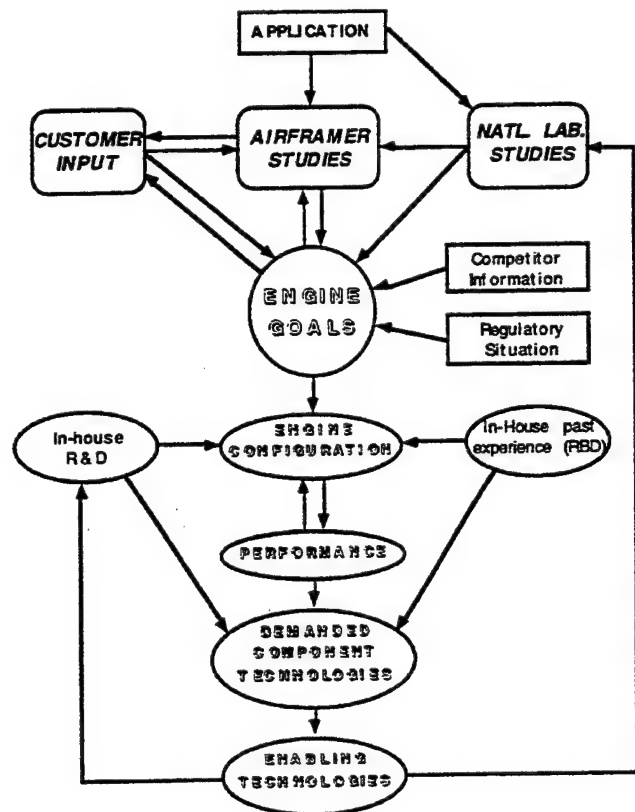 APPLICATION
CUSTOMER
INPUT
AIRFRAMER
STUDIES
NATL. LAB.
STUDIES
ENGINE
GOALS
Competitor
Information
Regulatory
Situation
In-house
R&D
ENGINE
CONFIGURATION
In-House past
experience (RBD)
PERFORMANCE
DEMANDED
COMPONENT
TECHNOLOGIES
ENABLING
TECHNOLOGIES